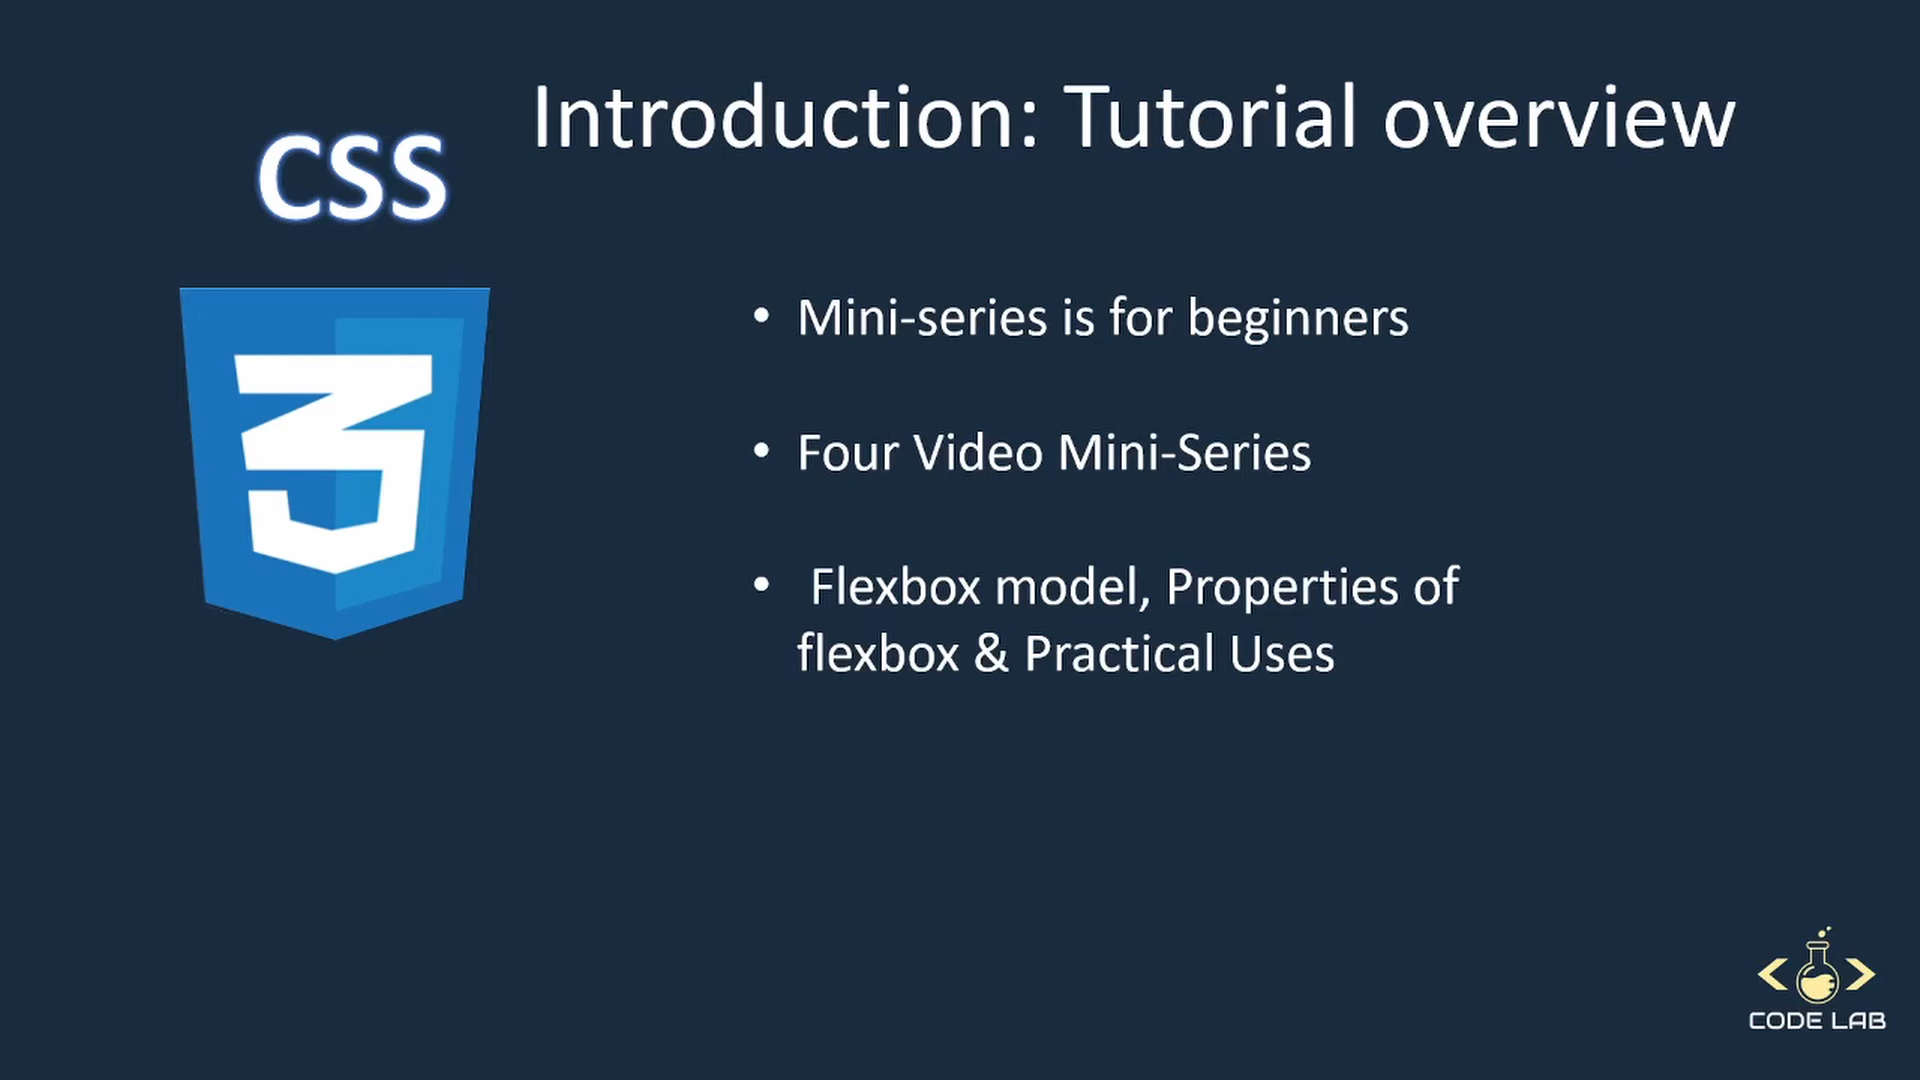 Introduction: Tutorial overview
CSS
3
• Mini-series is for beginners
• Four Video Mini-Series
• Flexbox model, Properties of
flexbox & Practical Uses
< >
CODE LAB